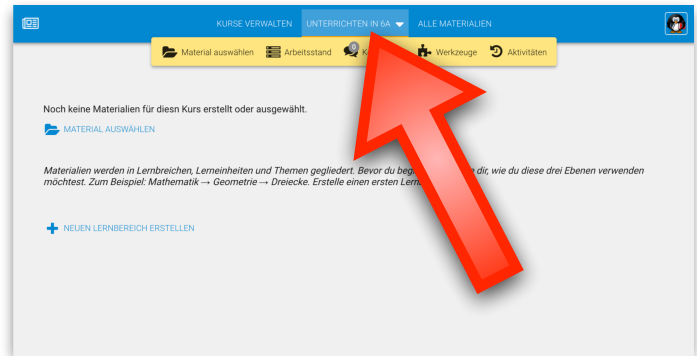 KURSE VERWALTEN UNTERRICHTEN IN 6A ALLE MATERIALIEN
Material auswählen Arbeitsstand 0 Werkzeuge Aktivitäten
Noch keine Materialien für diesn Kurs erstellt oder ausgewählt.
MATERIAL AUSWÄHLEN
Materialien werden in Lernbreichen, Lerneinheiten und Themen gegliedert. Bevor du dir, wie du diese drei Ebenen verwenden
möchtest. Zum Beispiel: Mathematik → Geometrie → Dreiecke. Erstelle einen ersten
NEUEN LERNBEREICH ERSTELLEN